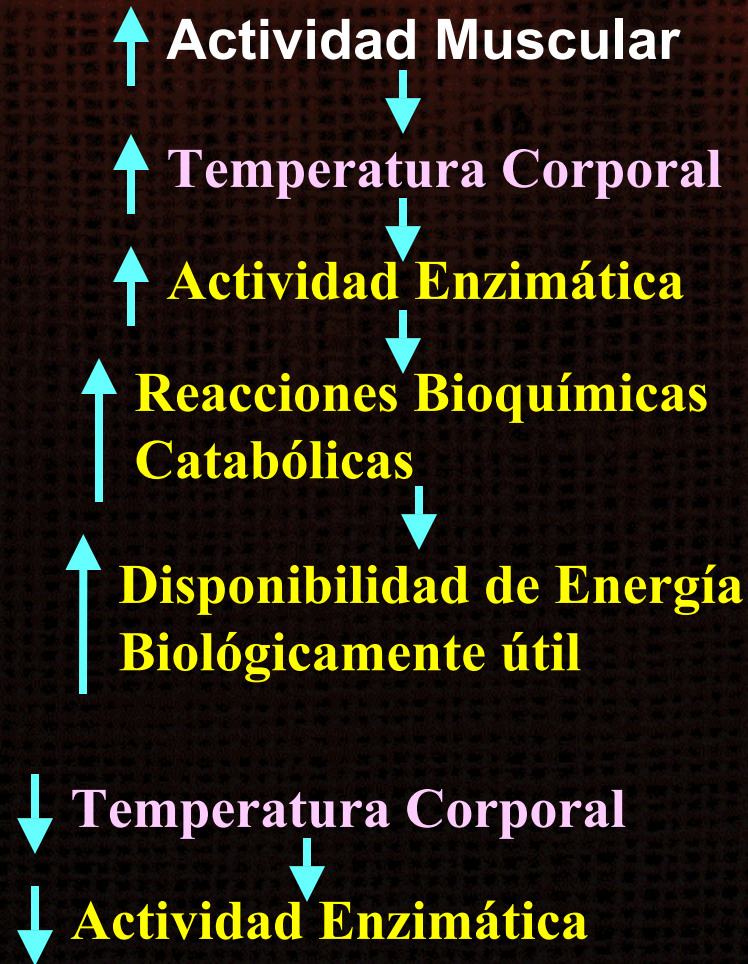 Actividad Muscular
Temperatura Corporal
Actividad Enzimática
Reacciones Bioquímicas
Catabólicas
Disponibilidad de Energía
Biológicamente útil
Temperatura Corporal
Actividad Enzimática